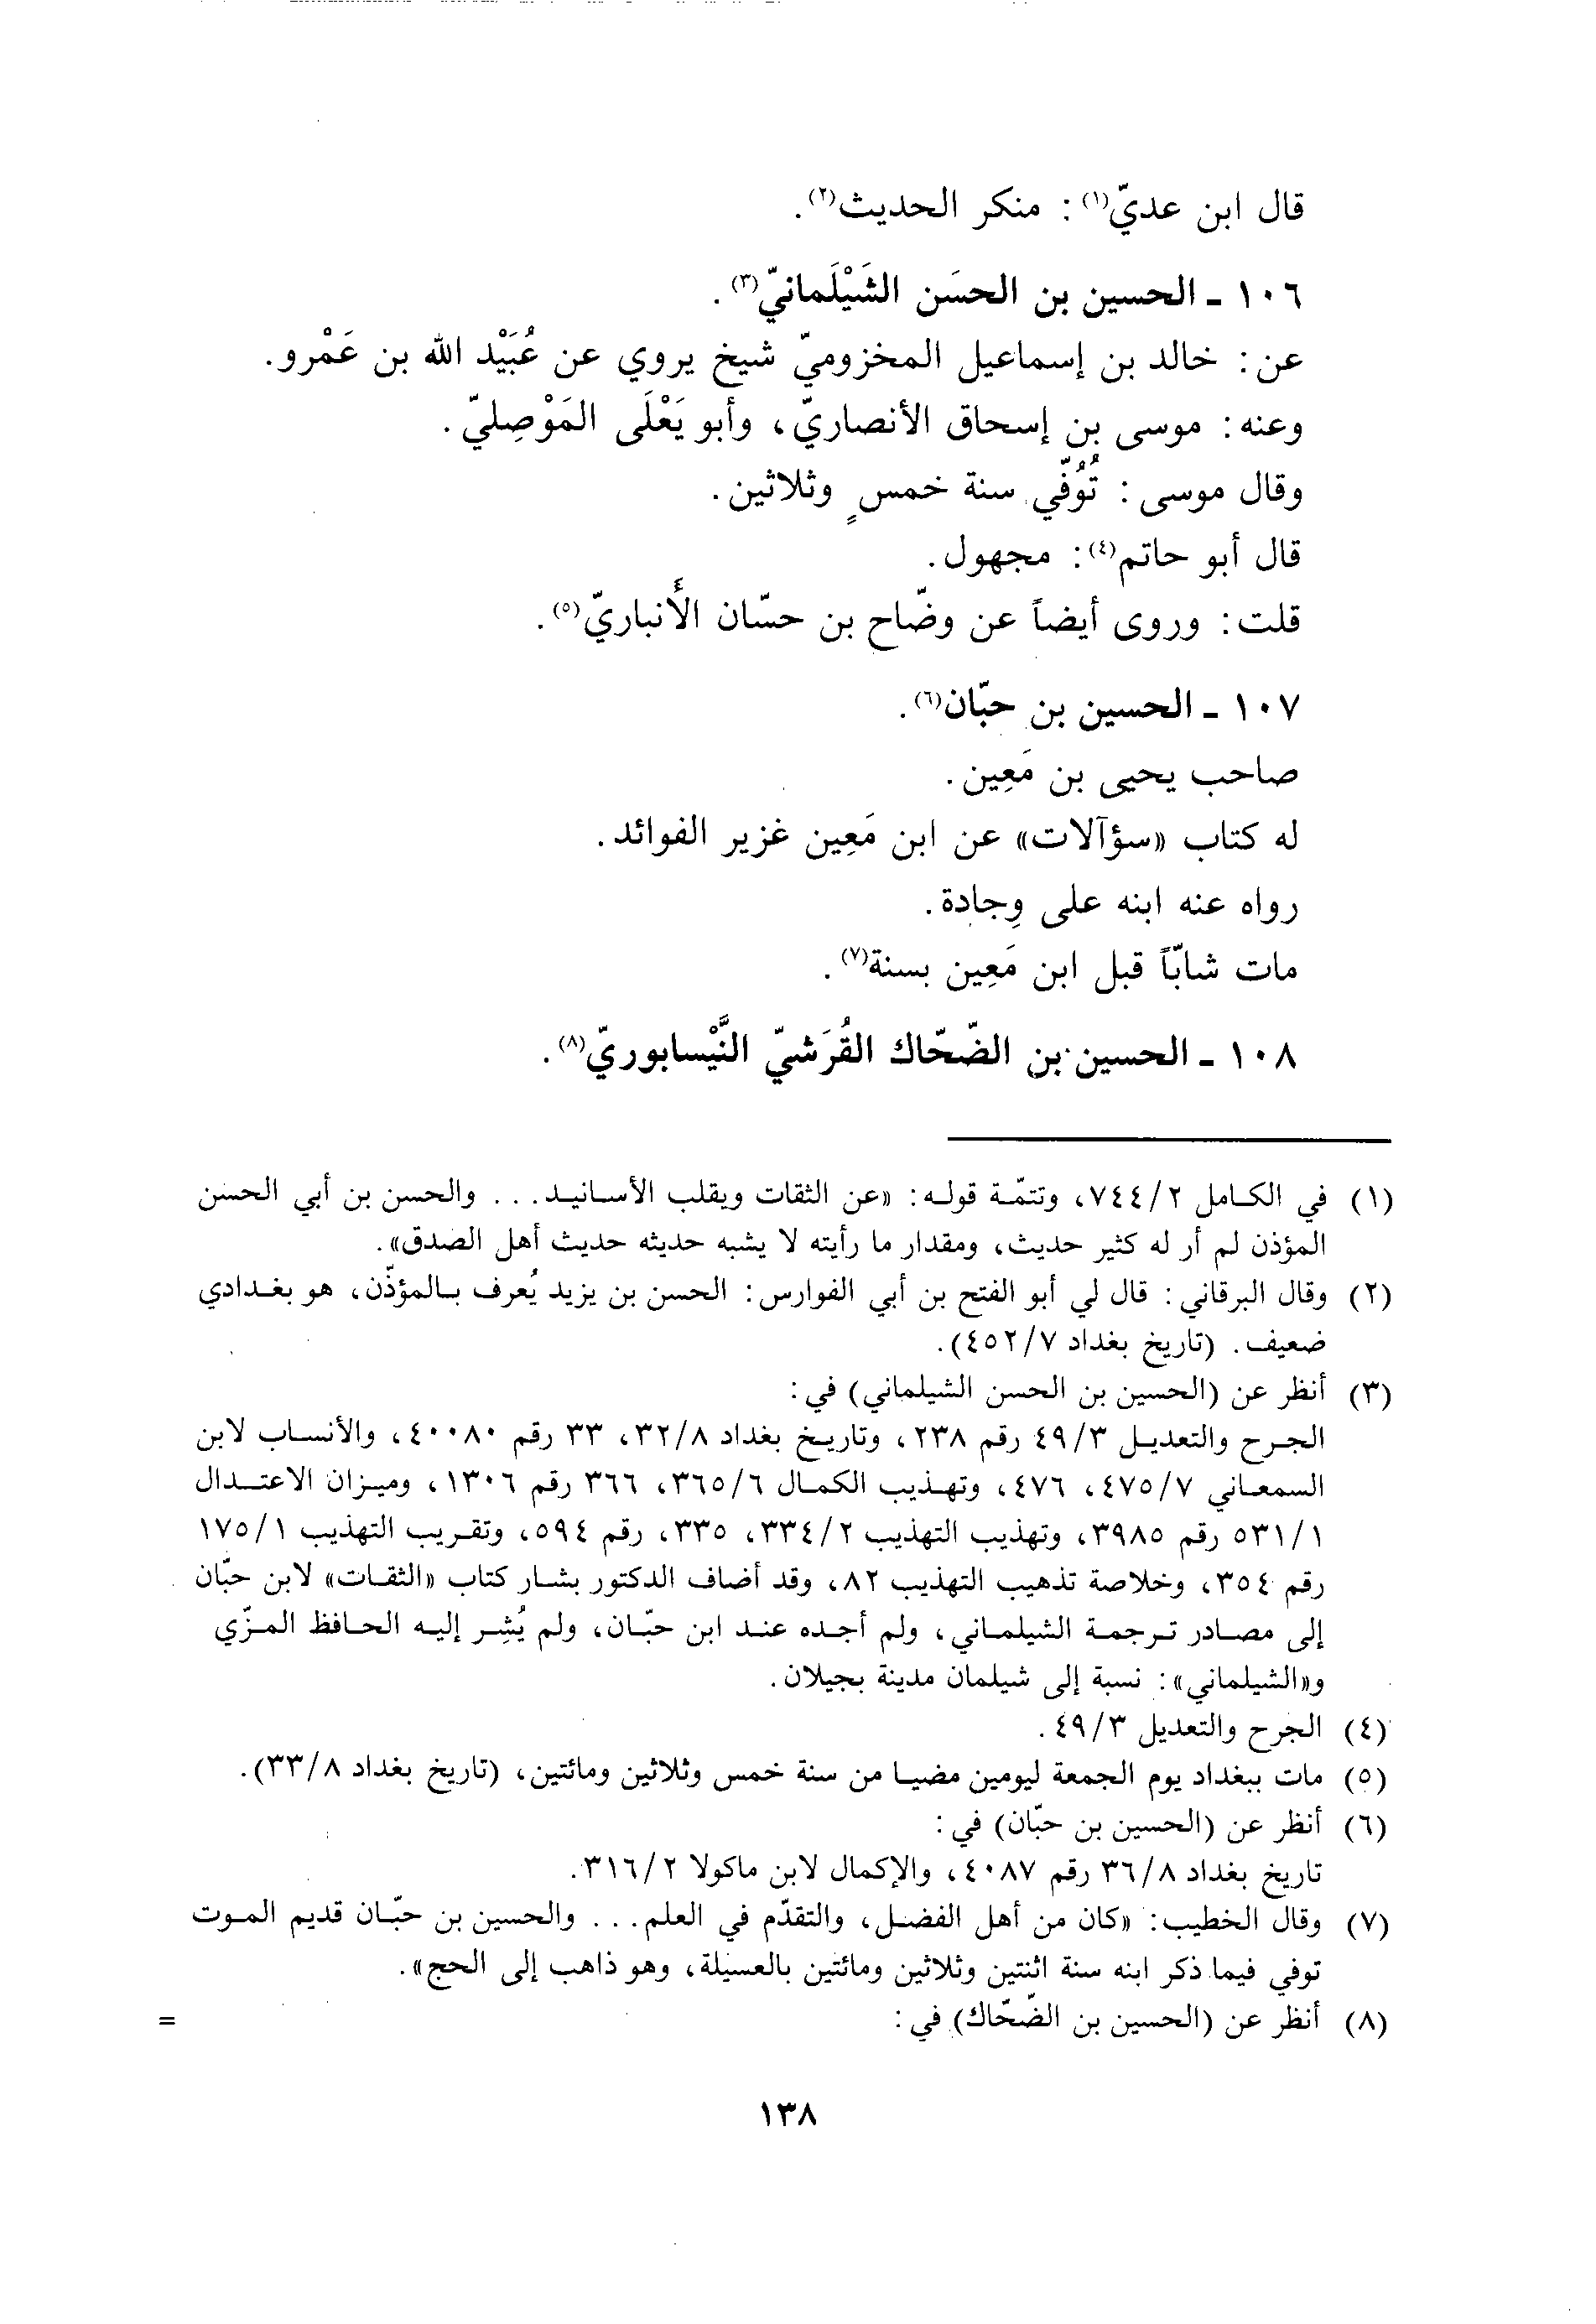 قال ابن عديّ(١): منكر الحديث(٢).
١٠٦ - الحسين بن الحسَن الشَيْلَمانيّ(٣).
عن: خالد بن إسماعيل المخزوميّ شيخ يروي عن عُبَيْد الله بن عَمْرو.
وعنه: موسى بن إسحاق الأنصاريّ، وأبو يَعْلَى المَوْصِليّ.
وقال موسى: تُوُفّي سنة خمسٍ وثلاثين.
قال أبو حاتم(٤): مجهول.
قلت: وروى أيضاً عن وضّاح بن حسّان الأنباريّ(٥).
١٠٧ - الحسين بن حبّان(٦).
صاحب يحيى بن مَعِين.
له كتاب «سؤآلات» عن ابن مَعِين غزير الفوائد.
رواه عنه ابنه على وِجادة.
مات شابّاً قبل ابن مَعِين بسنة(٧).
١٠٨ - الحسين بن الضّحّاك القُرَشيّ النَّيْسابوريّ(٨).
(١) في الكامل ٧٤٤/٢، وتتمّة قوله: «عن الثقات ويقلب الأسانيد... والحسن بن أبي الحسن
المؤذن لم أر له كثير حديث، ومقدار ما رأيته لا يشبه حديثه حديث أهل الصدق».
(٢) وقال البرقاني: قال لي أبو الفتح بن أبي الفوارس: الحسن بن يزيد يُعرف بالمؤذّن، هو بغدادي
ضعيف. (تاريخ بغداد ٤٥٢/٧).
(٣) أنظر عن (الحسين بن الحسن الشيلماني) في:
الجرح والتعديل ٤٩/٣ رقم ٢٣٨، وتاريخ بغداد ٣٢/٨، ٣٣ رقم ٤٠٠٨٠، والأنساب لابن
السمعاني ٤٧٥/٧، ٤٧٦، وتهذيب الكمال ٣٦٥/٦، ٣٦٦ رقم ١٣٠٦، وميزان الاعتدال
٥٣١/١ رقم ٣٩٨٥، وتهذيب التهذيب ٣٣٤/٢، ٣٣٥، رقم ٥٩٤، وتقريب التهذيب ١٧٥/١
رقم ٣٥٤، وخلاصة تذهيب التهذيب ٨٢، وقد أضاف الدكتور بشار كتاب «الثقات» لابن حبّان
إلى مصادر ترجمة الشيلماني، ولم أجده عند ابن حبّان، ولم يُشِر إليه الحافظ المزّي
و«الشيلماني»: نسبة إلى شيلمان مدينة بجيلان.
(٤) الجرح والتعديل ٤٩/٣.
(٥) مات ببغداد يوم الجمعة ليومين مضيا من سنة خمس وثلاثين ومائتين، (تاريخ بغداد ٣٣/٨).
(٦) أنظر عن (الحسين بن حبّان) في:
تاريخ بغداد ٣٦/٨ رقم ٤٠٨٧، والإكمال لابن ماكولا ٣١٦/٢.
(٧) وقال الخطيب: «كان من أهل الفضل، والتقدّم في العلم... والحسين بن حبّان قديم الموت
توفي فيما ذكر ابنه سنة اثنتين وثلاثين ومائتين بالعسيلة، وهو ذاهب إلى الحج».
(٨) أنظر عن (الحسين بن الضّحّاك) في: =
١٣٨